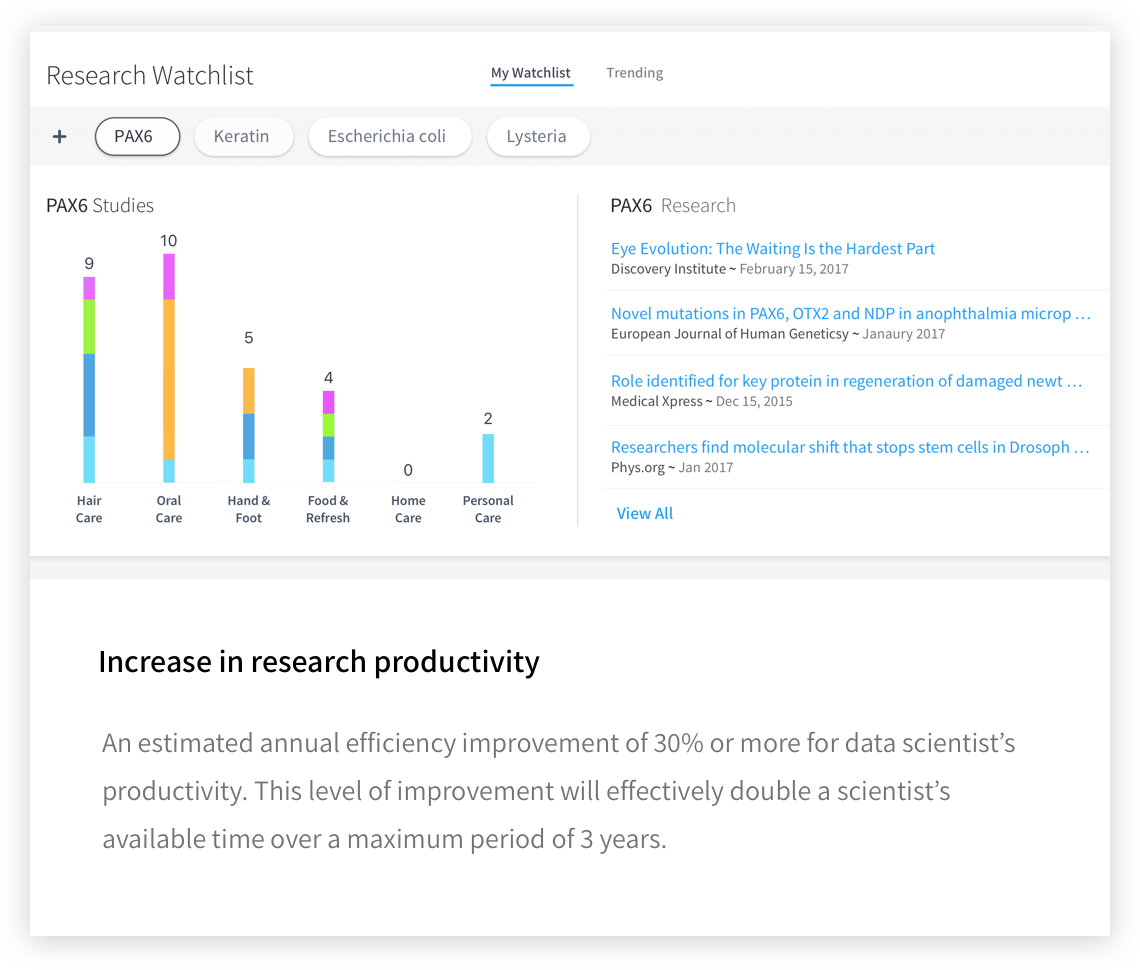 Research Watchlist
My Watchlist
Trending
+
PAX6
Keratin
Escherichia coli
Lysteria
PAX6 Studies
9
10
5
4
0
2
Hair
Care
Oral
Care
Hand &
Foot
Food &
Refresh
Home
Care
Personal
Care
PAX6 Research
Eye Evolution: The Waiting Is the Hardest Part
Discovery Institute ~ February 15, 2017
Novel mutations in PAX6, OTX2 and NDP in anophthalmia microp ...
European Journal of Human Geneticsy ~ Janaury 2017
Role identified for key protein in regeneration of damaged newt ...
Medical Xpress ~ Dec 15, 2015
Researchers find molecular shift that stops stem cells in Drosoph ...
Phys.org ~ Jan 2017
View All
Increase in research productivity
An estimated annual efficiency improvement of 30% or more for data scientist’s
productivity. This level of improvement will effectively double a scientist’s
available time over a maximum period of 3 years.